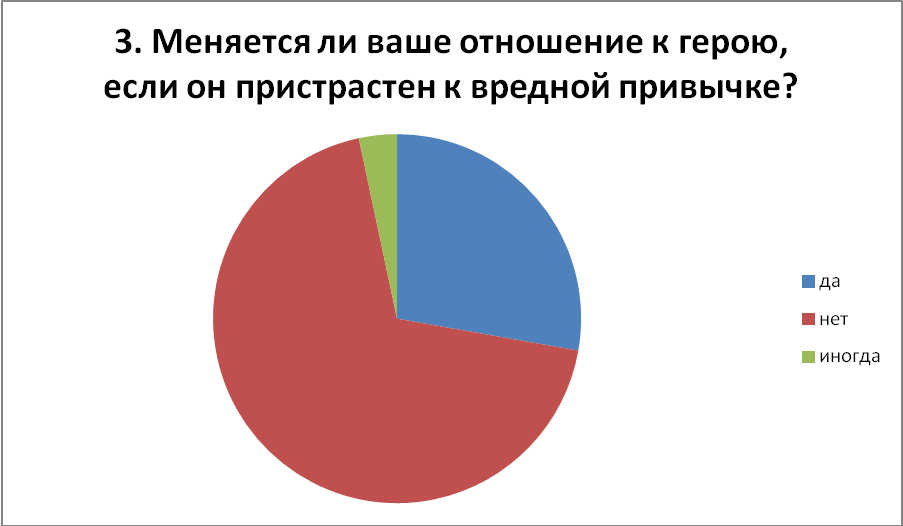 3. Меняется ли ваше отношение к герою,
если он пристрастен к вредной привычке?
да
нет
иногда